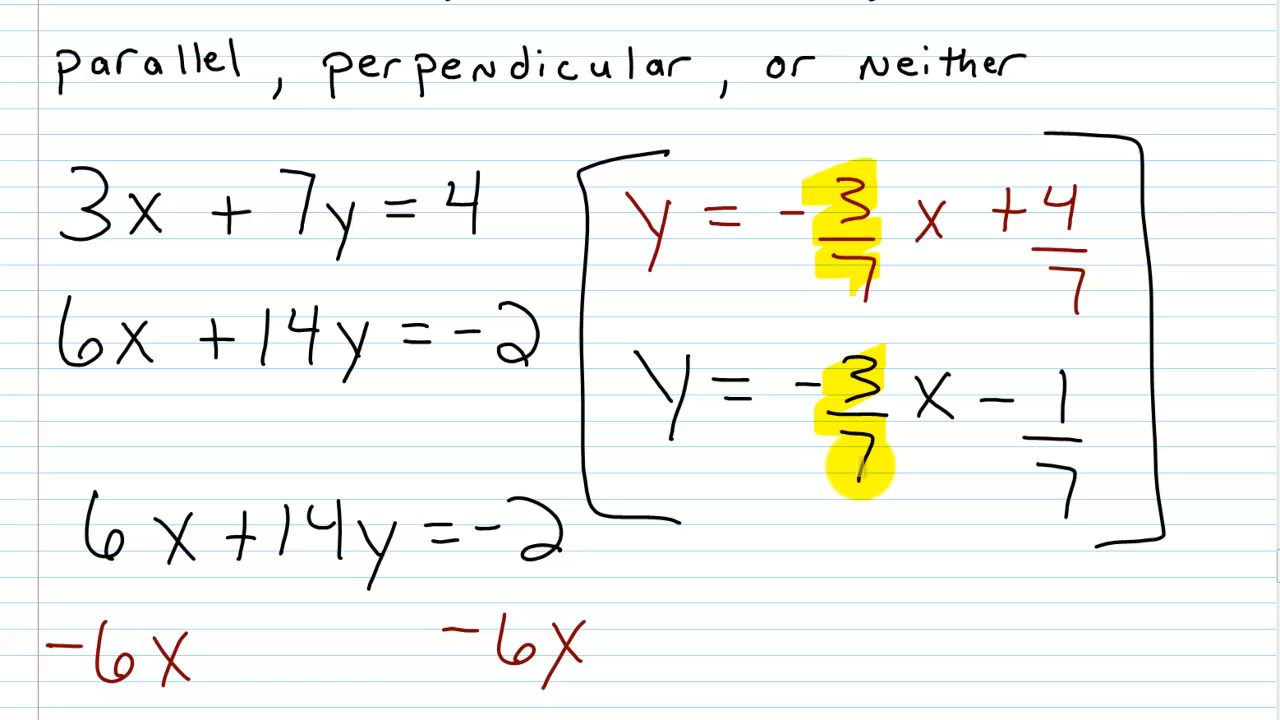 parallel, perpendicular, or neither
3x + 7y = 4
6x + 14y = -2
y = -3/7 x + 4/7
y = -3/7 x - 1/7
6x + 14y = -2
-6x -6x